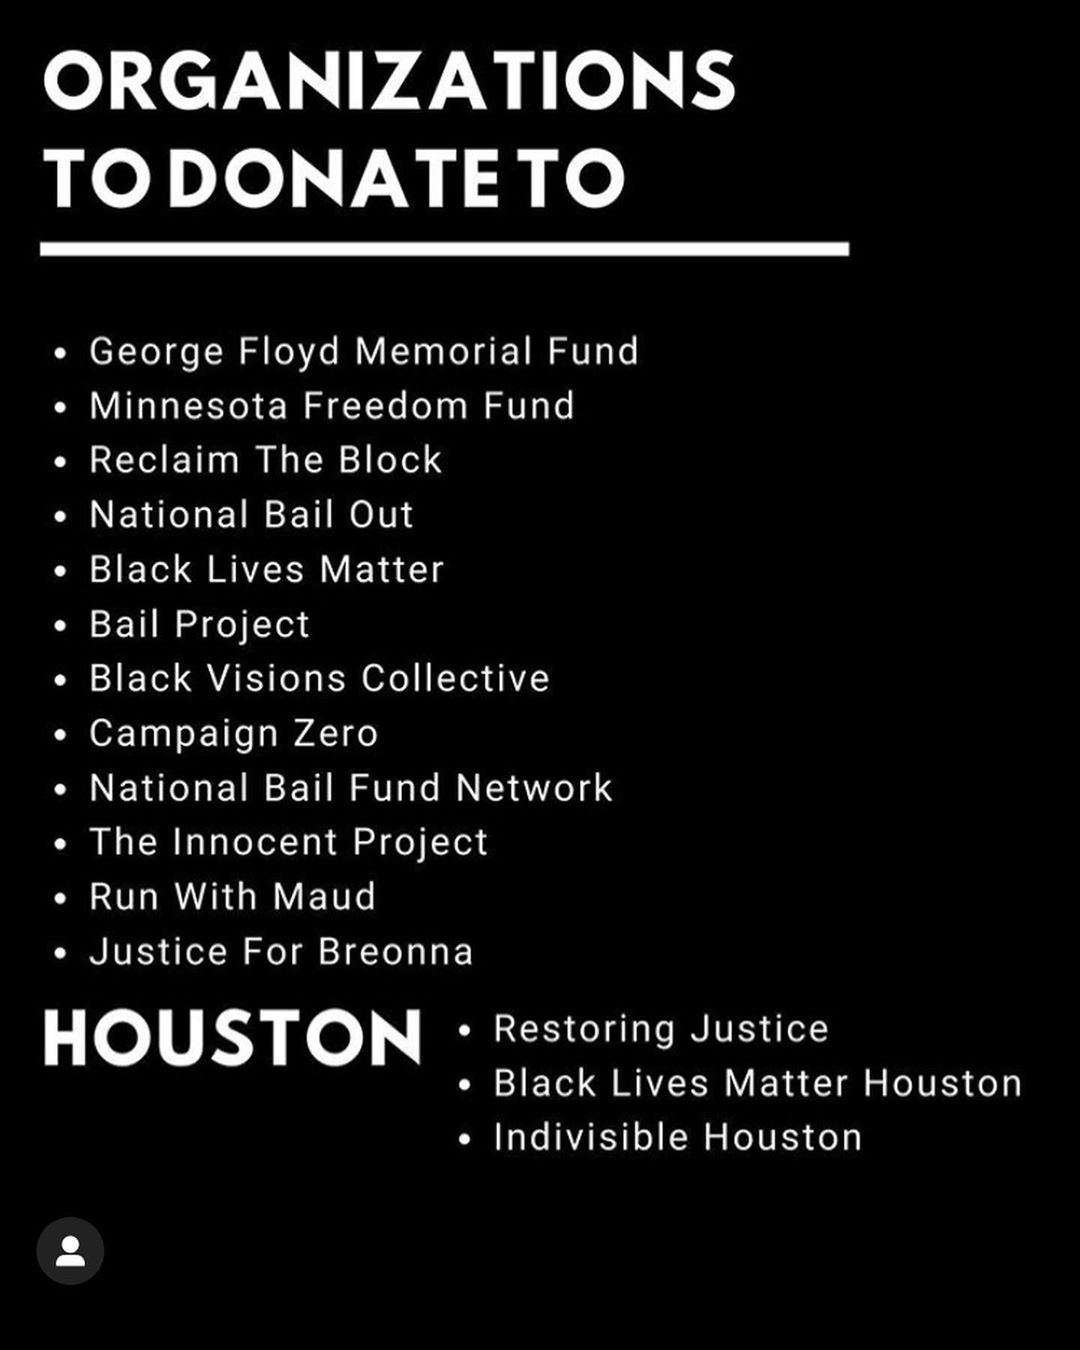 ORGANIZATIONS
TO DONATE TO
• George Floyd Memorial Fund
• Minnesota Freedom Fund
• Reclaim The Block
• National Bail Out
• Black Lives Matter
• Bail Project
• Black Visions Collective
• Campaign Zero
• National Bail Fund Network
• The Innocent Project
• Run With Maud
• Justice For Breonna
HOUSTON
• Restoring Justice
• Black Lives Matter Houston
• Indivisible Houston